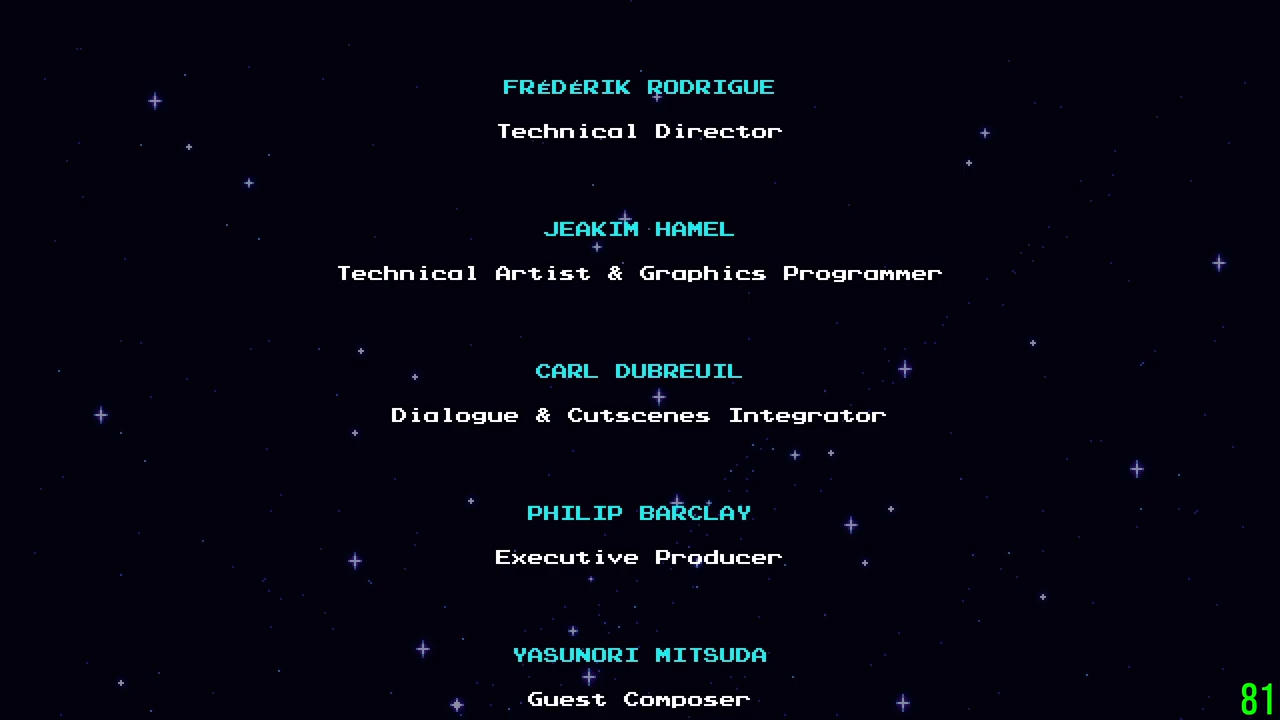 FRéDéRIK RODRIGUE
Technical Director
JEAKIM HAMEL
Technical Artist & Graphics Programmer
CARL DUBREUIL
Dialogue & Cutscenes Integrator
PHILIP BARCLAY
Executive Producer
YASUNORI MITSUDA
Guest Composer
81